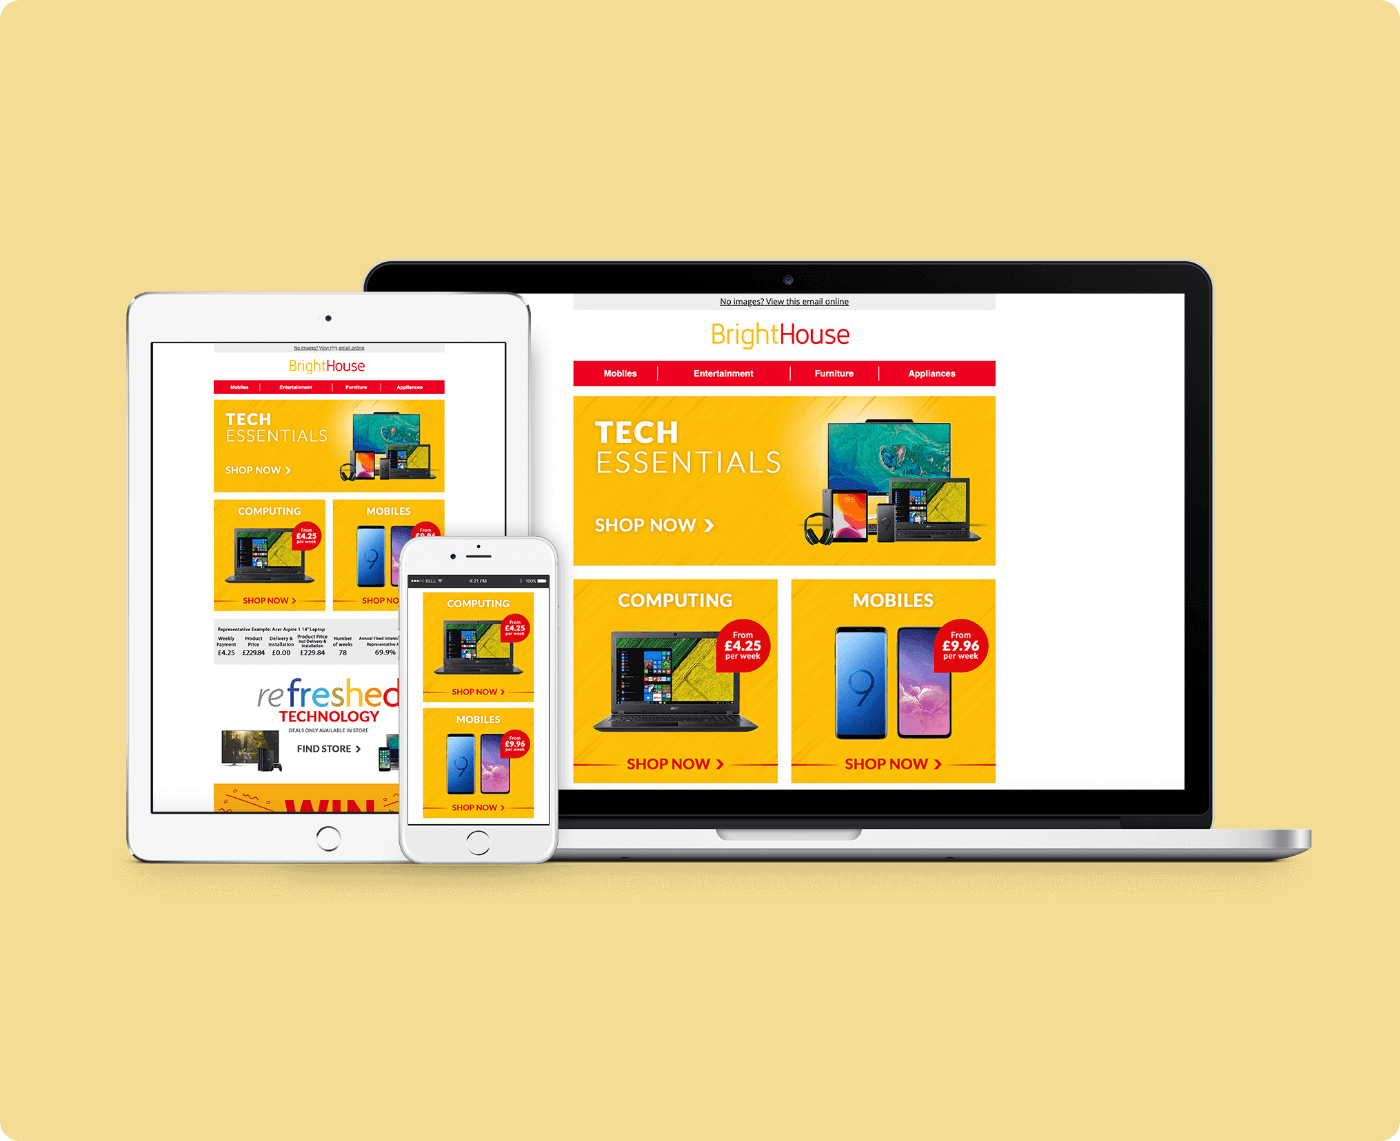 No images? View this email online
BrightHouse
Mobiles Entertainment Furniture Appliances
TECH
ESSENTIALS
SHOP NOW
COMPUTING
From
£4.25
per week
SHOP NOW
MOBILES
From
£9.96
SHOP NO
Representative Example: Acer Aspire 1 14" Laptop
Weekly Payment £4.25
Product Price £229.84
Delivery & Installation £0.00
Product Price incl Delivery & Installation £229.84
Number of weeks 78
Annual Fixed
Representative
69.9%
refreshed
TECHNOLOGY
DEALS ONLY AVAILABLE IN STORE
FIND STORE
WIN
BELL 4:21 PM 100%
COMPUTING
From
£4.25
per week
SHOP NOW
MOBILES
From
£9.96
per week
SHOP NOW
No images? View this email online
BrightHouse
Mobiles Entertainment Furniture Appliances
TECH
ESSENTIALS
SHOP NOW
COMPUTING
From
£4.25
per week
SHOP NOW
MOBILES
From
£9.96
per week
SHOP NOW